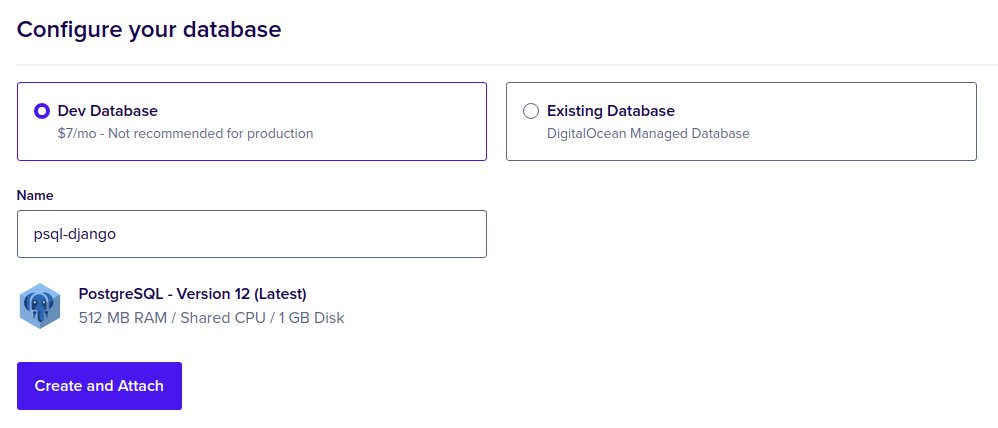 Configure your database
Dev Database
$7/mo - Not recommended for production
Existing Database
DigitalOcean Managed Database
Name
psql-django
PostgreSQL - Version 12 (Latest)
512 MB RAM / Shared CPU / 1 GB Disk
Create and Attach